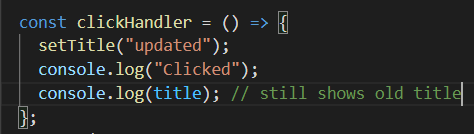 const clickHandler = () => {
  setTitle("updated");
  console.log("Clicked");
  console.log(title); // still shows old title
};